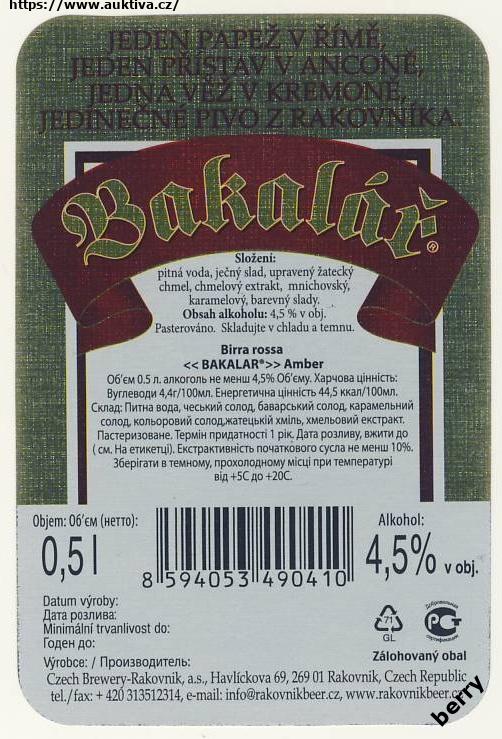 https://www.auktiva.cz/
JEDEN PAPEŽ V ŘÍMĚ,
JEDEN PŘÍSTAV V ANCONĚ,
JEDNA VĚŽ V KREMONĚ,
JEDINEČNÉ PIVO Z RAKOVNÍKA.
Bakalář®
Složení:
pitná voda, ječný slad, upravený žatecký
chmel, chmelový extrakt, mnichovský,
karamelový, barevný slady.
Obsah alkoholu: 4,5 % v obj.
Pasterováno. Skladujte v chladu a temnu.
Birra rossa
<< BAKALAR®>> Amber
Об'єм 0.5 л. алкоголь не менш 4,5% Об'єму. Харчова цінність:
Вуглеводи 4,4г/100мл. Енергетична цінність 44,5 ккал/100мл.
Склад: Питна вода, чеський солод, баварський солод, карамельний
солод, кольоровий солод,жатецькій хміль, хмельовий екстракт.
Пастеризоване. Термін придатності 1 рік. Дата розливу, вжити до
( см. На етикетці). Екстрактивність початкового сусла не менш 10%.
Зберігати в темному, прохолодному місці при температурі
від +5С до +20С.
Objem: Об'єм (нетто):
0,5 l
8 594053 490410
Alkohol:
4,5% v obj.
Datum výroby:
Дата розлива:
Minimální trvanlivost do:
Годен до:
71
GL
Добровольная
РСТ
сертификация
Zálohovaný obal
Výrobce: / Производитель:
Czech Brewery-Rakovnik, a.s., Havlíckova 69, 269 01 Rakovnik, Czech Republic
tel./fax: + 420 313512314, e-mail: info@rakovnikbeer.cz, www.rakovnikbeer.cz
berry